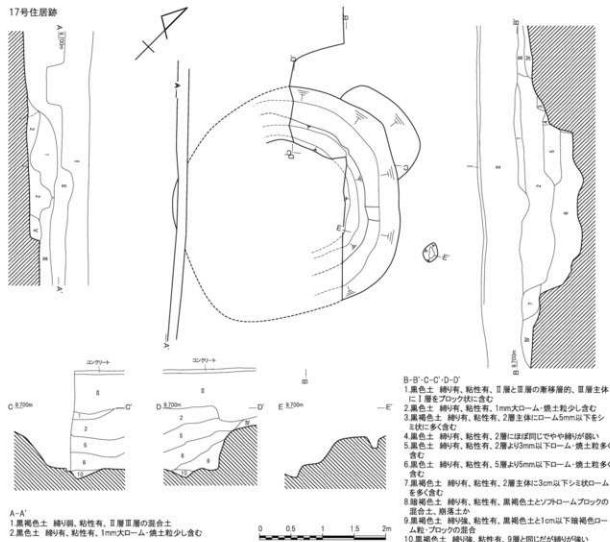 17号住居跡
A
9.700m
B
9.700m
A
B
A'
B'
A'
E
E'
コンクリート
コンクリート
C 9.700m C'
D 9.700m D'
E 9.700m E'
A-A'
1.黒褐色土 締り弱、粘性有、Ⅱ層Ⅲ層の混合土
2.黒褐色土 締り有、粘性有、1mm大ローム・焼土粒少し含む
0 0.5 1 1.5 2m
B-B'・C-C'・D-D'
1.黒色土 締り有、粘性有、Ⅱ層とⅢ層の漸移層的、Ⅲ層主体
にⅠ層をブロック状に含む
2.黒色土 締り有、粘性有、1mm大ローム・焼土粒少し含む
3.黒褐色土 締り有、粘性有、2層主体にローム5mm以下をシ
ミ状に多く含む
4.黒色土 締り有、粘性有、2層にほぼ同じでやや締りが弱い
5.黒色土 締り有、粘性有、2層より3mm以下ローム・焼土粒多く
含む
6.黒色土 締り有、粘性有、5層より5mm以下ローム・焼土粒多く
含む
7.黒褐色土 締り有、粘性有、2層主体に3cm以下シミ状ローム
を多く含む
8.暗褐色土 締り有、粘性有、黒褐色土とソフトロームブロックの
混合土、崩落土か
9.黒褐色土 締り強、粘性有、黒褐色土と1cm以下暗褐色ロー
ム粒・ブロックの混合
10.黒褐色土 締り強、粘性有、9層と同じだが締りが強い